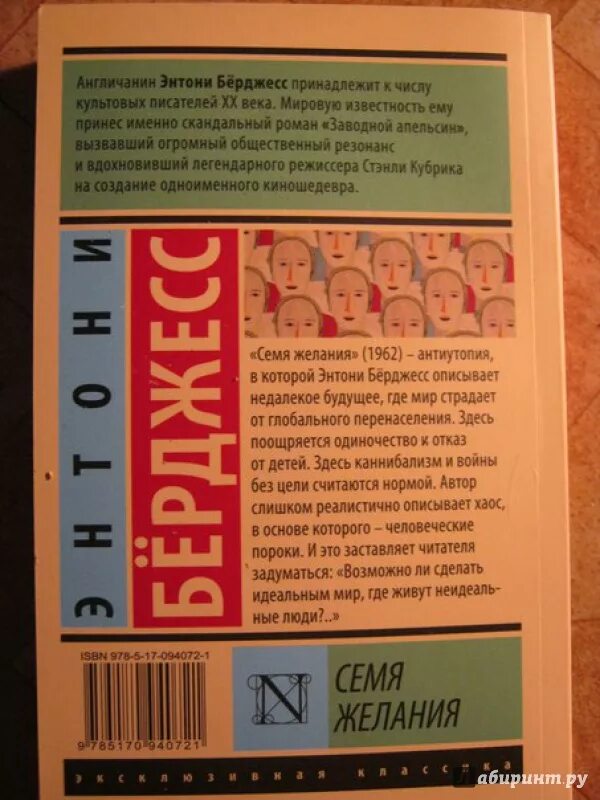 Англичанин Энтони Бёрджесс принадлежит к числу
культовых писателей XX века. Мировую известность ему
принес именно скандальный роман «Заводной апельсин»,
вызвавший огромный общественный резонанс
и вдохновивший легендарного режиссера Стэнли Кубрика
на создание одноименного киношедевра.
ЭНТОНИ
БЁРДЖЕСС
«Семя желания» (1962) – антиутопия,
в которой Энтони Бёрджесс описывает
недалекое будущее, где мир страдает
от глобального перенаселения. Здесь
поощряется одиночество и отказ
от детей. Здесь каннибализм и войны
без цели считаются нормой. Автор
слишком реалистично описывает хаос,
в основе которого – человеческие
пороки. И это заставляет читателя
задуматься: «Возможно ли сделать
идеальным мир, где живут неидеаль-
ные люди?..»
ISBN 978-5-17-094072-1
9 785170 940721
N
СЕМЯ
ЖЕЛАНИЯ
эксклюзивная классика
Лабиринт.ру